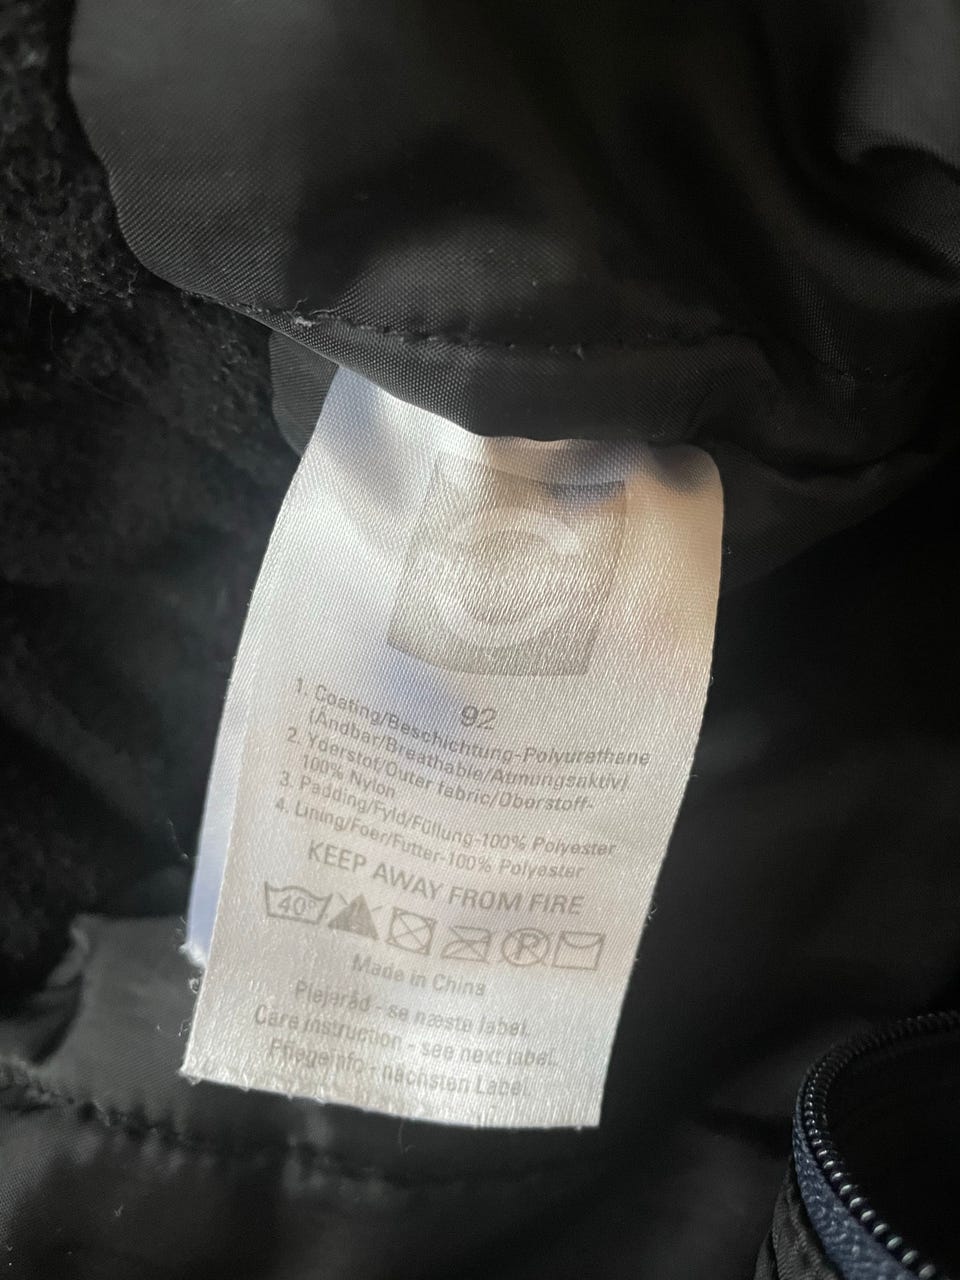 92
1. Coating/Beschichtung-Polyurethane
(Åndbar/Breathable/Atmungsaktiv)
2. Yderstof/Outer fabric/Oberstoff-
100% Nylon
3. Padding/Fyld/Füllung-100% Polyester
4. Lining/Foer/Futter-100% Polyester
KEEP AWAY FROM FIRE
40° P
Made in China
Plejeråd - se næste label.
Care instruction - see next label.
Pflegeinfo - nächsten Label.